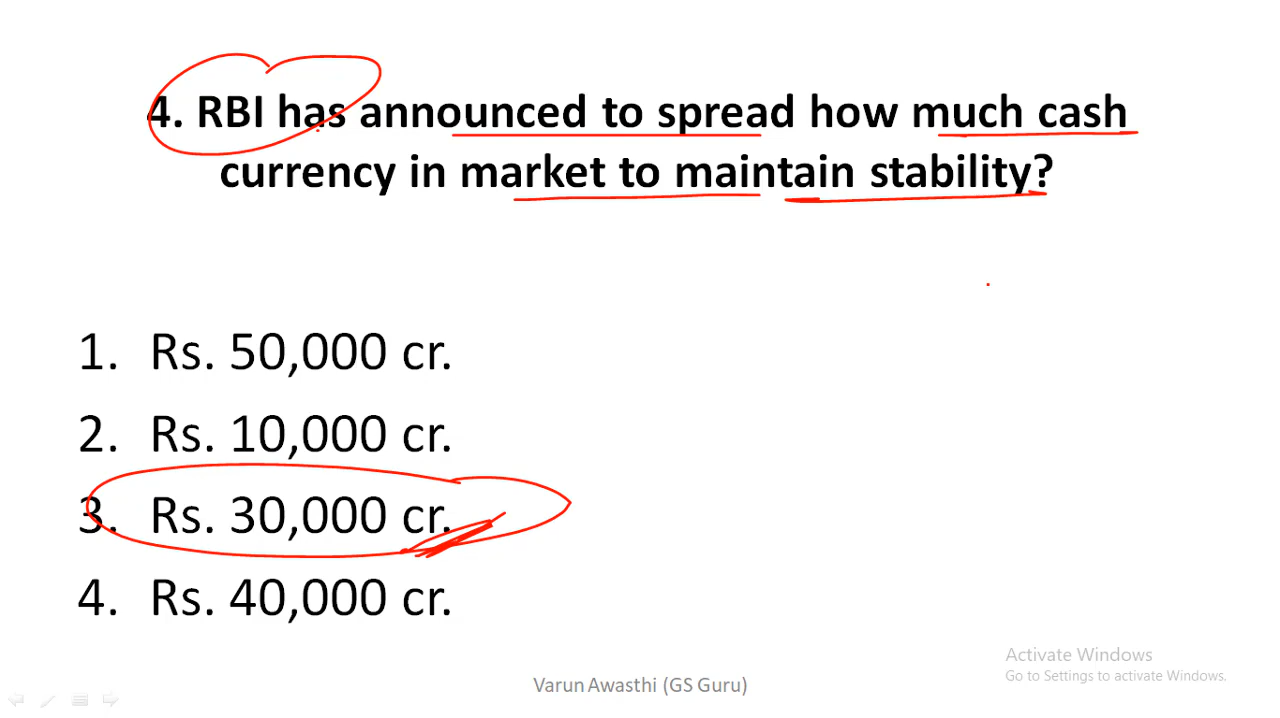 4. RBI has announced to spread how much cash
currency in market to maintain stability?
1. Rs. 50,000 cr.
2. Rs. 10,000 cr.
3. Rs. 30,000 cr.
4. Rs. 40,000 cr.
Activate Windows
Go to Settings to activate Windows.
Varun Awasthi (GS Guru)